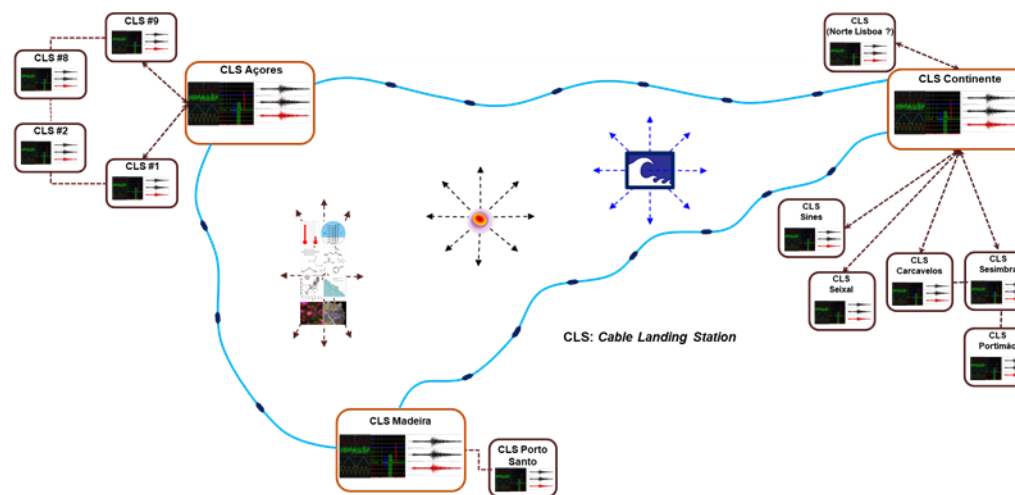 CLS #9
CLS #8
CLS #2
CLS #1
CLS Açores
CLS
(Norte Lisboa ?)
CLS Continente
CLS
Sines
CLS
Seixal
CLS
Carcavelos
CLS
Sesimbra
CLS
Portimão
CLS: Cable Landing Station
CLS Madeira
CLS Porto
Santo